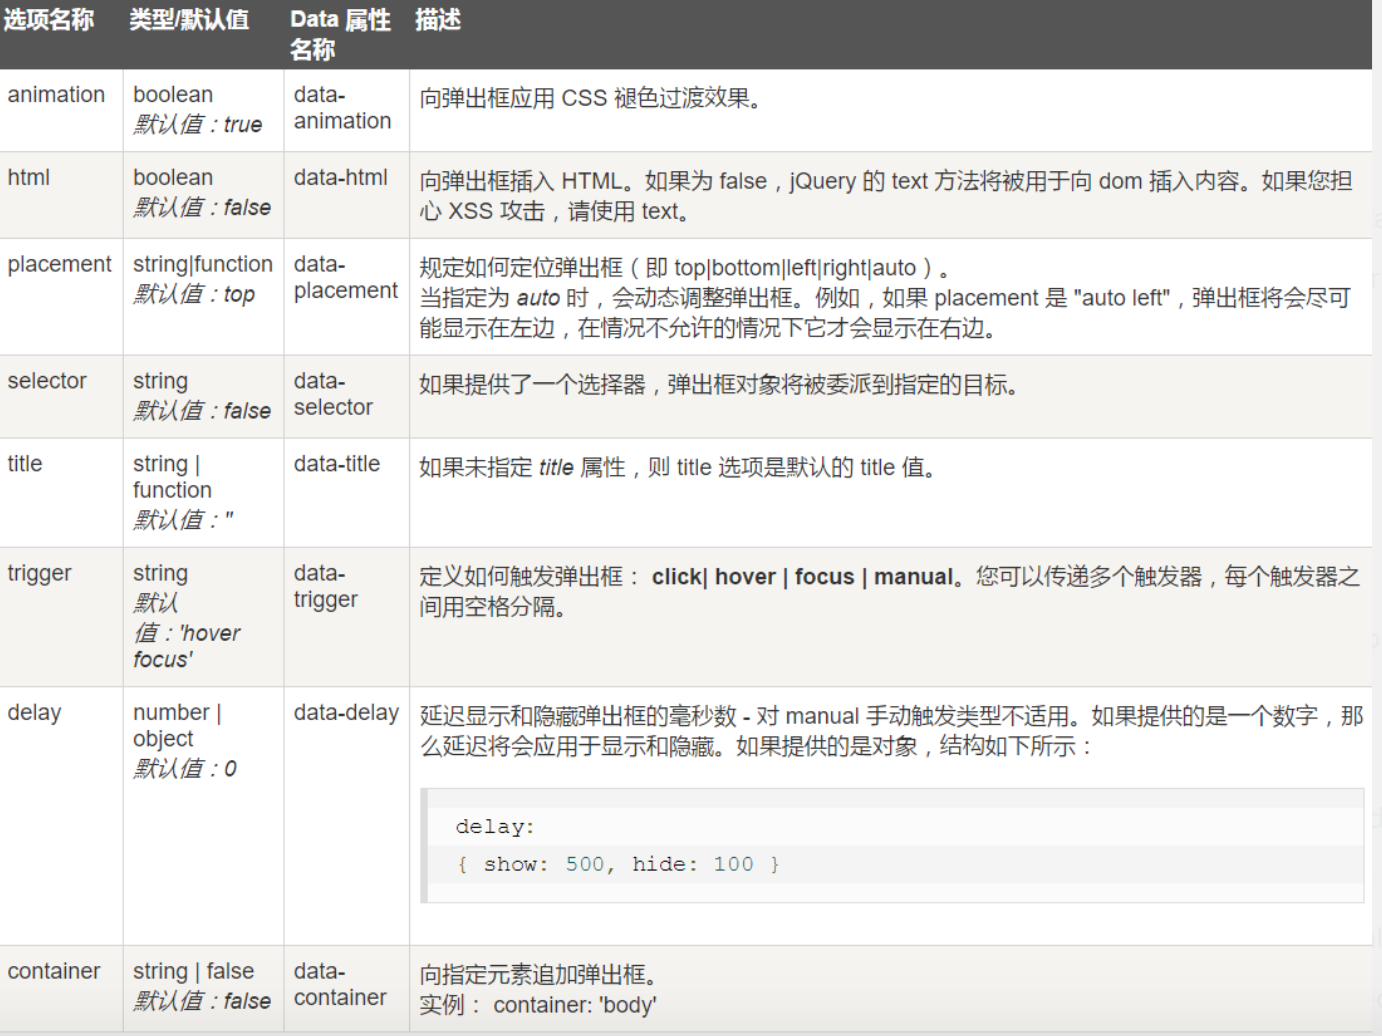 选项名称 类型/默认值 Data 属性 描述
名称
animation boolean data- 向弹出框应用 CSS 褪色过渡效果。
默认值：true animation
html boolean data-html 向弹出框插入 HTML。如果为 false，jQuery 的 text 方法将被用于向 dom 插入内容。如果您担
默认值：false 心 XSS 攻击，请使用 text。
placement string|function data- 规定如何定位弹出框（即 top|bottom|left|right|auto）。
默认值：top placement 当指定为 auto 时，会动态调整弹出框。例如，如果 placement 是 "auto left"，弹出框将会尽可
能显示在左边，在情况不允许的情况下它才会显示在右边。
selector string data- 如果提供了一个选择器，弹出框对象将被委派到指定的目标。
默认值：false selector
title string | data-title 如果未指定 title 属性，则 title 选项是默认的 title 值。
function
默认值：''
trigger string data- 定义如何触发弹出框： click| hover | focus | manual。您可以传递多个触发器，每个触发器之
默认 trigger 间用空格分隔。
值：'hover
focus'
delay number | data-delay 延迟显示和隐藏弹出框的毫秒数 - 对 manual 手动触发类型不适用。如果提供的是一个数字，那
object 么延迟将会应用于显示和隐藏。如果提供的是对象，结构如下所示：
默认值：0
delay:
{ show: 500, hide: 100 }
container string | false data- 向指定元素追加弹出框。
默认值：false container 实例： container: 'body'